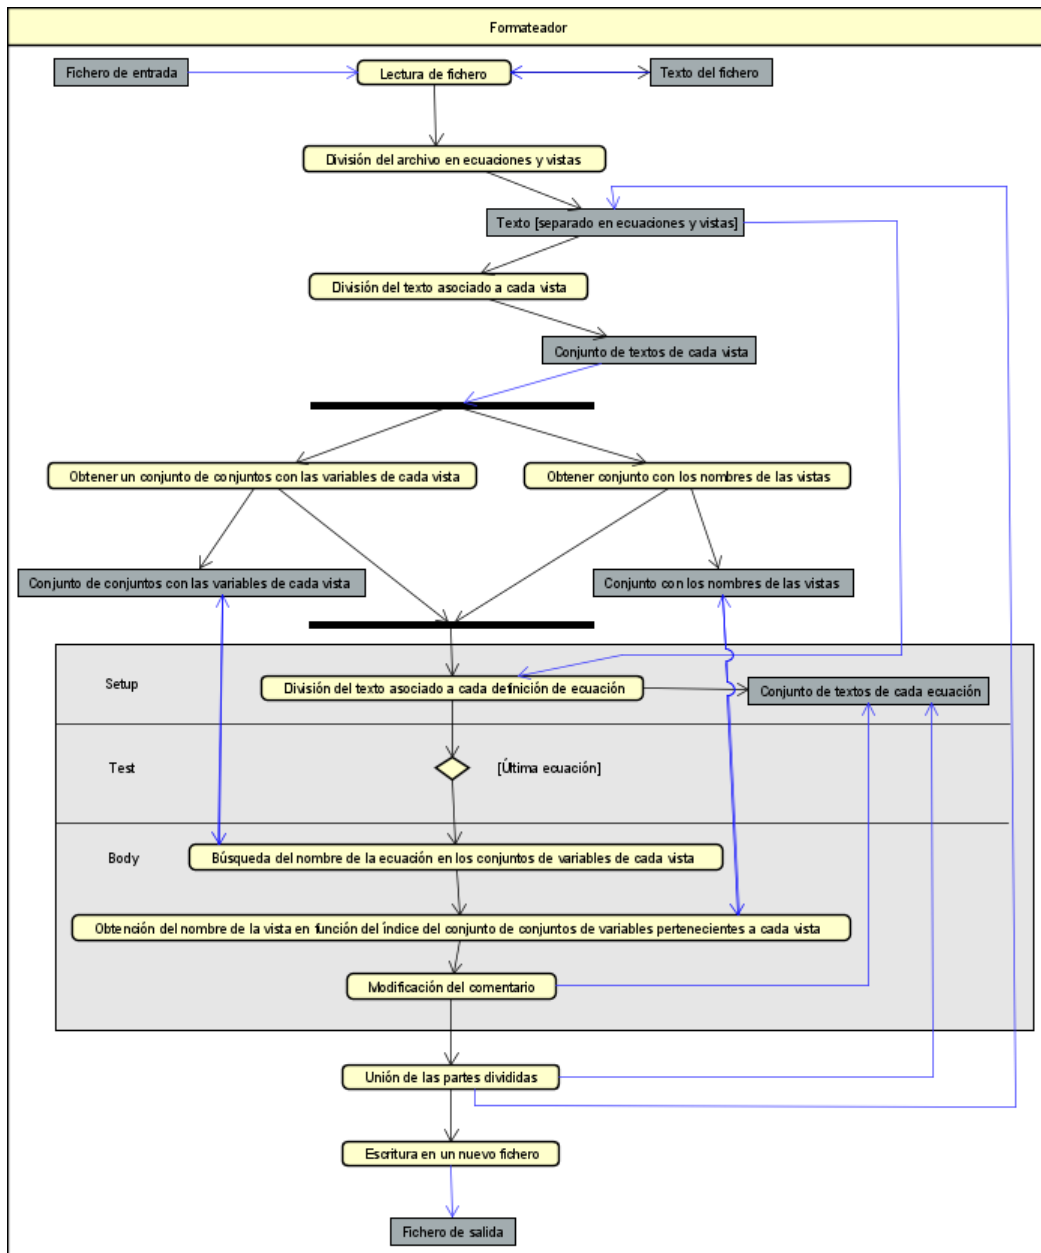 Formateador
Fichero de entrada
Lectura de fichero
Texto del fichero
División del archivo en ecuaciones y vistas
Texto [separado en ecuaciones y vistas]
División del texto asociado a cada vista
Conjunto de textos de cada vista
Obtener un conjunto de conjuntos con las variables de cada vista
Obtener conjunto con los nombres de las vistas
Conjunto de conjuntos con las variables de cada vista
Conjunto con los nombres de las vistas
Setup
División del texto asociado a cada definición de ecuación
Conjunto de textos de cada ecuación
Test
[Última ecuación]
Body
Búsqueda del nombre de la ecuación en los conjuntos de variables de cada vista
Obtención del nombre de la vista en función del índice del conjunto de conjuntos de variables pertenecientes a cada vista
Modificación del comentario
Unión de las partes divididas
Escritura en un nuevo fichero
Fichero de salida